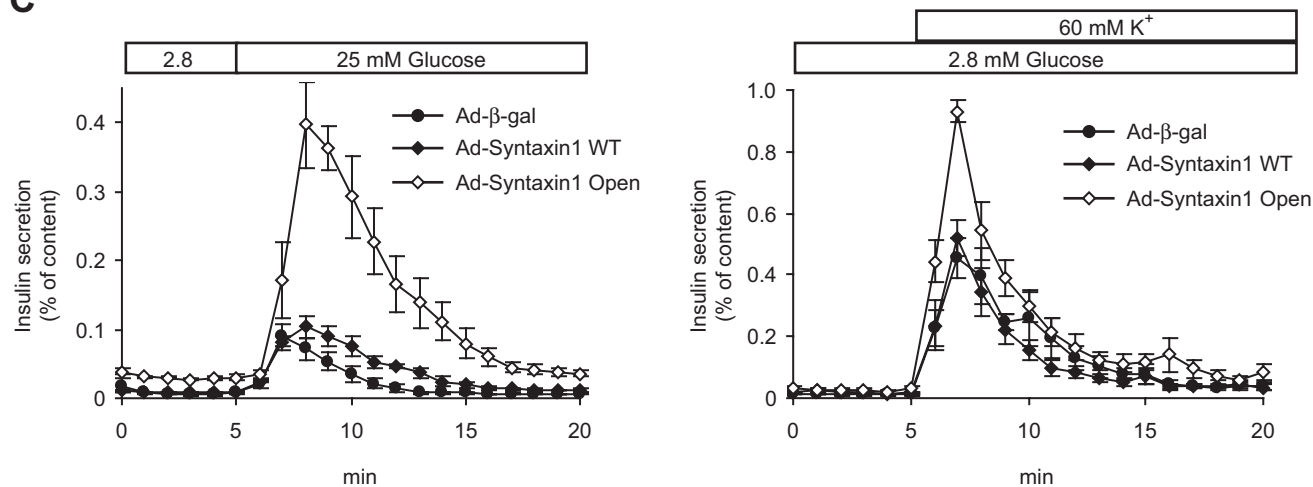 C
2.8
25 mM Glucose
Insulin secretion
(% of content)
0.4
0.3
0.2
0.1
0
Ad-β-gal
Ad-Syntaxin1 WT
Ad-Syntaxin1 Open
0
5
10
15
20
min
60 mM K+
2.8 mM Glucose
Insulin secretion
(% of content)
1.0
0.8
0.6
0.4
0.2
0
Ad-β-gal
Ad-Syntaxin1 WT
Ad-Syntaxin1 Open
0
5
10
15
20
min